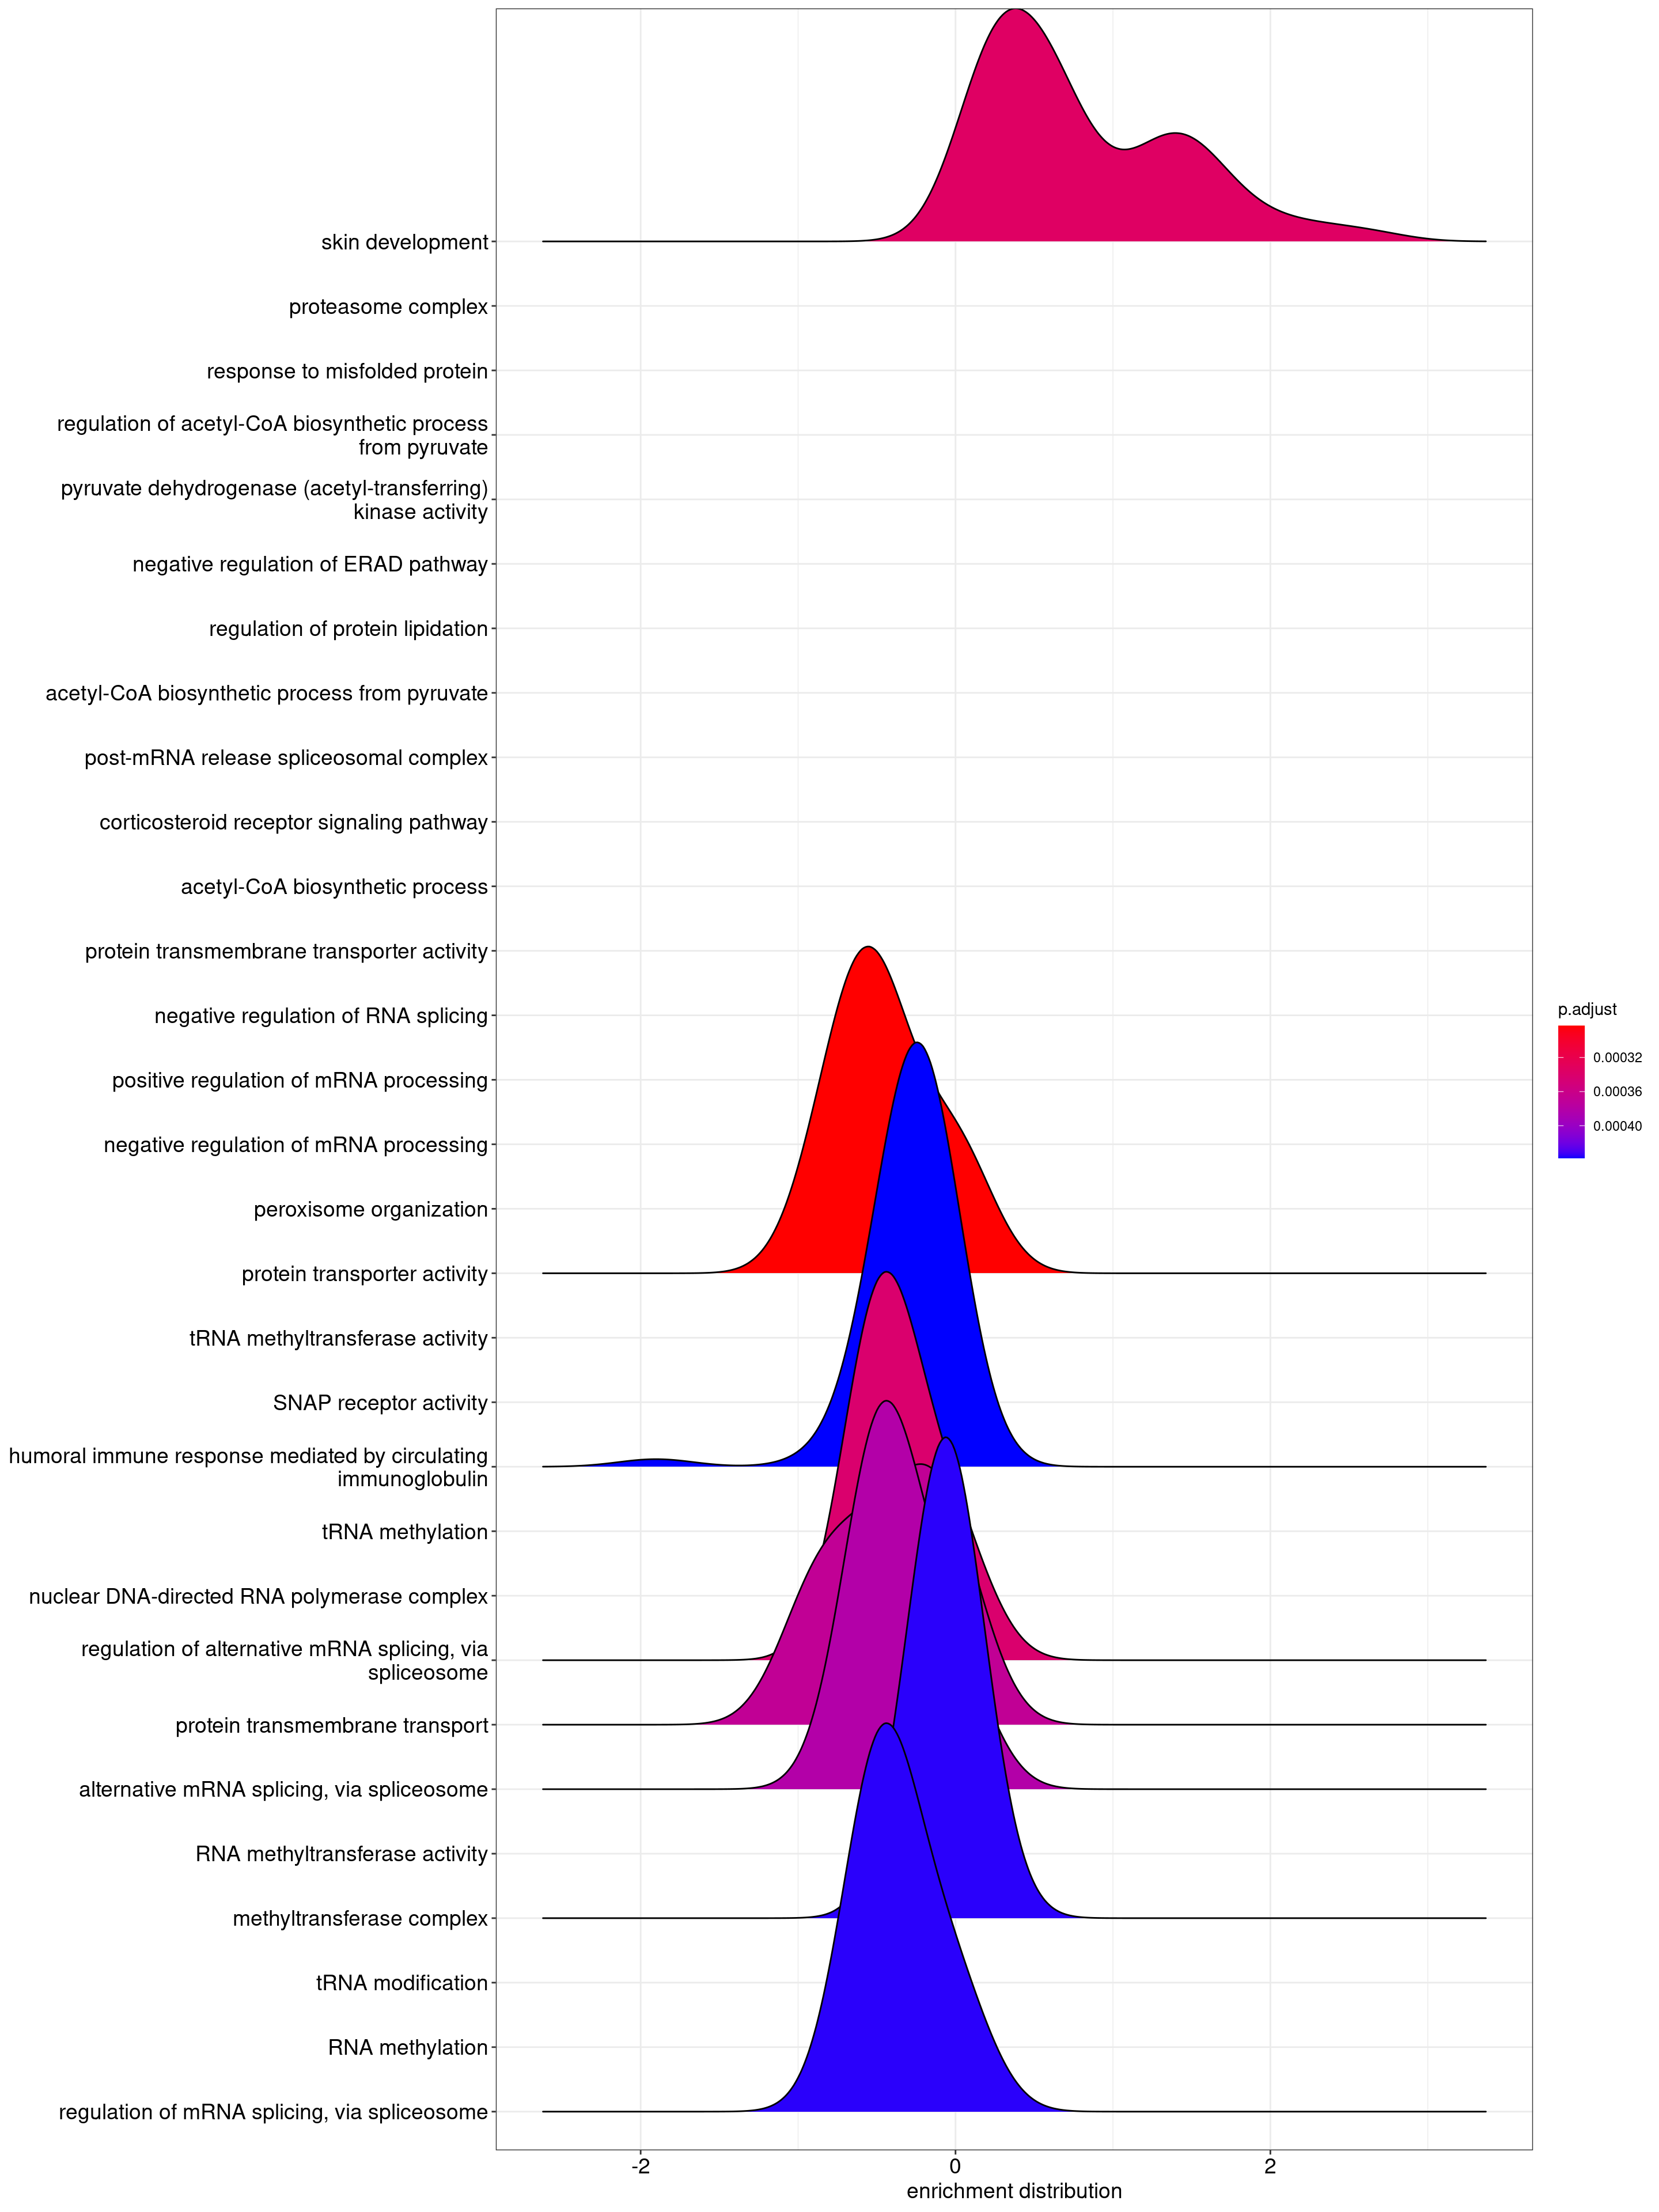 skin development
proteasome complex
response to misfolded protein
regulation of acetyl-CoA biosynthetic process
from pyruvate
pyruvate dehydrogenase (acetyl-transferring)
kinase activity
negative regulation of ERAD pathway
regulation of protein lipidation
acetyl-CoA biosynthetic process from pyruvate
post-mRNA release spliceosomal complex
corticosteroid receptor signaling pathway
acetyl-CoA biosynthetic process
protein transmembrane transporter activity
negative regulation of RNA splicing
positive regulation of mRNA processing
negative regulation of mRNA processing
peroxisome organization
protein transporter activity
tRNA methyltransferase activity
SNAP receptor activity
humoral immune response mediated by circulating
immunoglobulin
tRNA methylation
nuclear DNA-directed RNA polymerase complex
regulation of alternative mRNA splicing, via
spliceosome
protein transmembrane transport
alternative mRNA splicing, via spliceosome
RNA methyltransferase activity
methyltransferase complex
tRNA modification
RNA methylation
regulation of mRNA splicing, via spliceosome
-2 0 2
enrichment distribution
p.adjust
0.00032
0.00036
0.00040